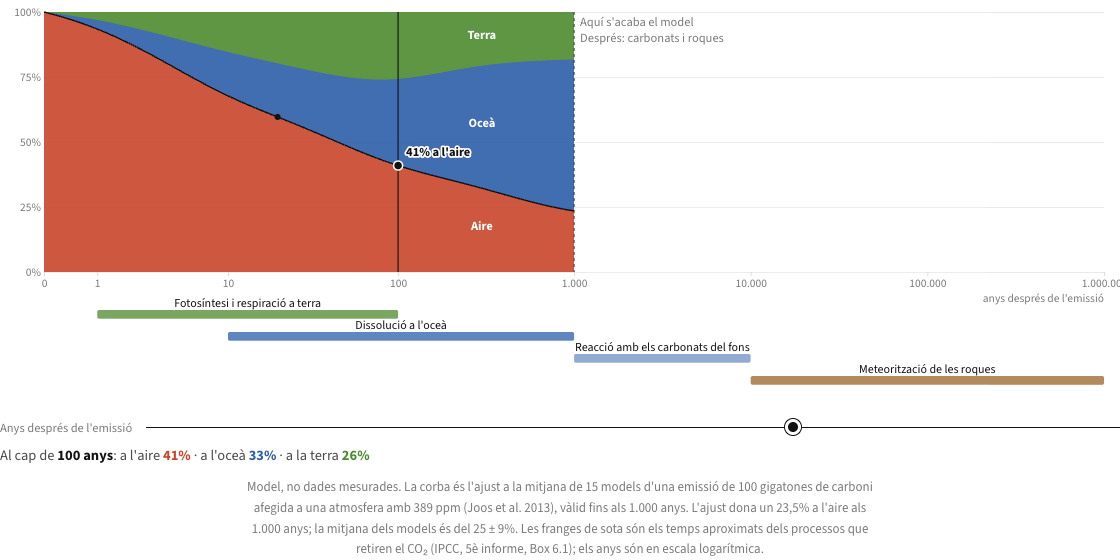 100%
75%
50%
25%
0%
Terra
Oceà
41% a l'aire
Aire
Aquí s'acaba el model
Després: carbonats i roques
0 1 10 100 1.000 10.000 100.000 1.000.00
anys després de l'emissió
Fotosíntesi i respiració a terra
Dissolució a l'oceà
Reacció amb els carbonats del fons
Meteorització de les roques
Anys després de l'emissió
Al cap de 100 anys: a l'aire 41% · a l'oceà 33% · a la terra 26%
Model, no dades mesurades. La corba és l'ajust a la mitjana de 15 models d'una emissió de 100 gigatones de carboni
afegida a una atmosfera amb 389 ppm (Joos et al. 2013), vàlid fins als 1.000 anys. L'ajust dona un 23,5% a l'aire als
1.000 anys; la mitjana dels models és del 25 ± 9%. Les franges de sota són els temps aproximats dels processos que
retiren el CO₂ (IPCC, 5è informe, Box 6.1); els anys són en escala logarítmica.